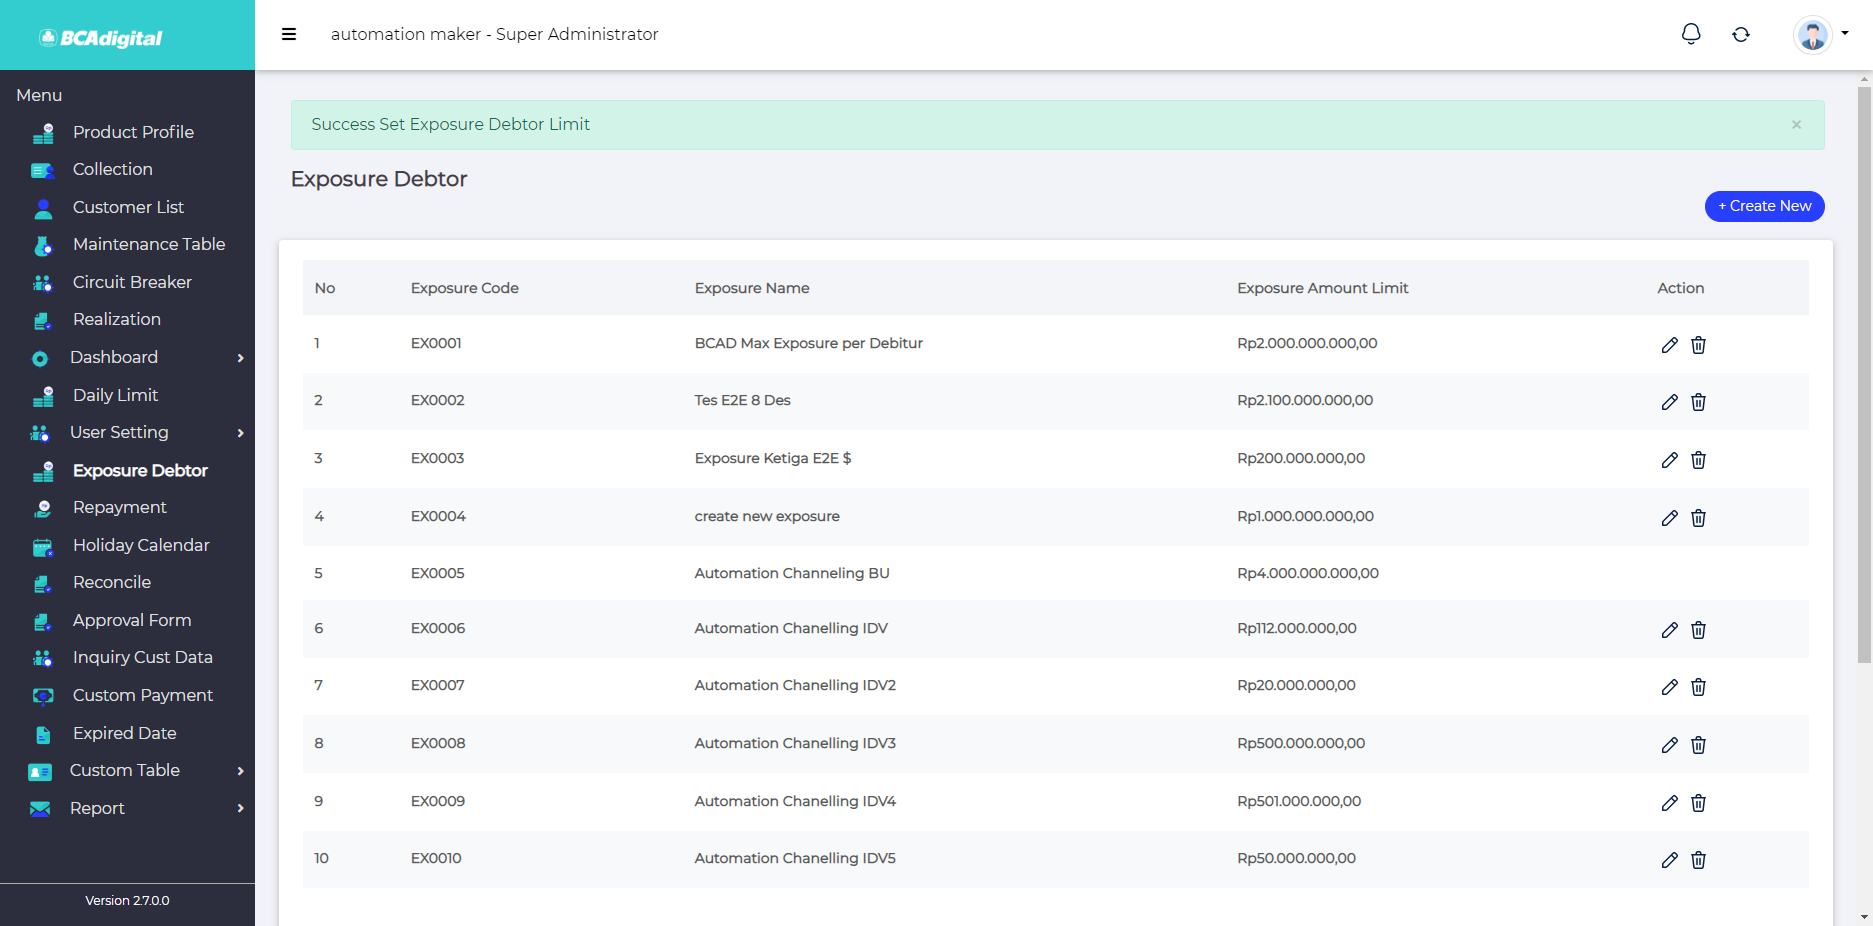 BCAdigital
automation maker - Super Administrator
Menu
Product Profile
Collection
Customer List
Maintenance Table
Circuit Breaker
Realization
Dashboard
Daily Limit
User Setting
Exposure Debtor
Repayment
Holiday Calendar
Reconcile
Approval Form
Inquiry Cust Data
Custom Payment
Expired Date
Custom Table
Report
Version 2.7.0.0
Success Set Exposure Debtor Limit ×
Exposure Debtor
+ Create New
No Exposure Code Exposure Name Exposure Amount Limit Action
1 EX0001 BCAD Max Exposure per Debitur Rp2.000.000.000,00
2 EX0002 Tes E2E 8 Des Rp2.100.000.000,00
3 EX0003 Exposure Ketiga E2E $ Rp200.000.000,00
4 EX0004 create new exposure Rp1.000.000.000,00
5 EX0005 Automation Channeling BU Rp4.000.000.000,00
6 EX0006 Automation Chanelling IDV Rp112.000.000,00
7 EX0007 Automation Chanelling IDV2 Rp20.000.000,00
8 EX0008 Automation Chanelling IDV3 Rp500.000.000,00
9 EX0009 Automation Chanelling IDV4 Rp501.000.000,00
10 EX0010 Automation Chanelling IDV5 Rp50.000.000,00